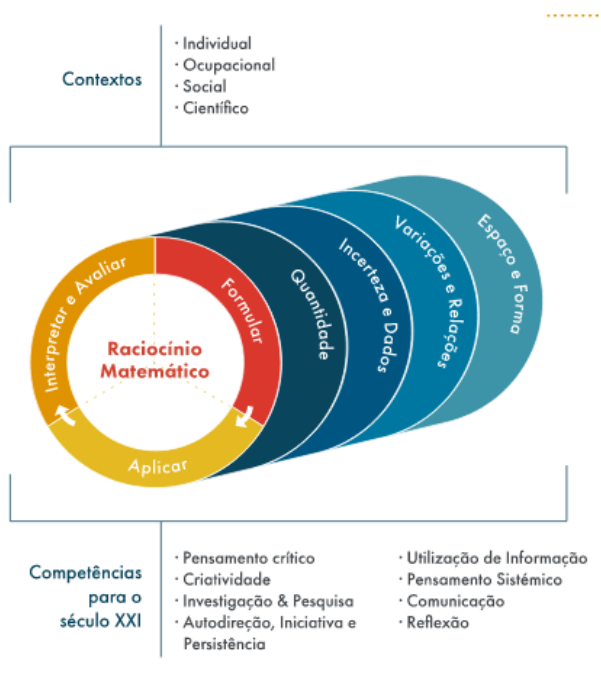 Contextos
· Individual
· Ocupacional
· Social
· Científico
Interpretar e Avaliar
Formular
Aplicar
Raciocínio
Matemático
Quantidade
Incerteza e Dados
Variações e Relações
Espaço e Forma
Competências
para o
século XXI
· Pensamento crítico
· Criatividade
· Investigação & Pesquisa
· Autodireção, Iniciativa e
Persistência
· Utilização de Informação
· Pensamento Sistémico
· Comunicação
· Reflexão